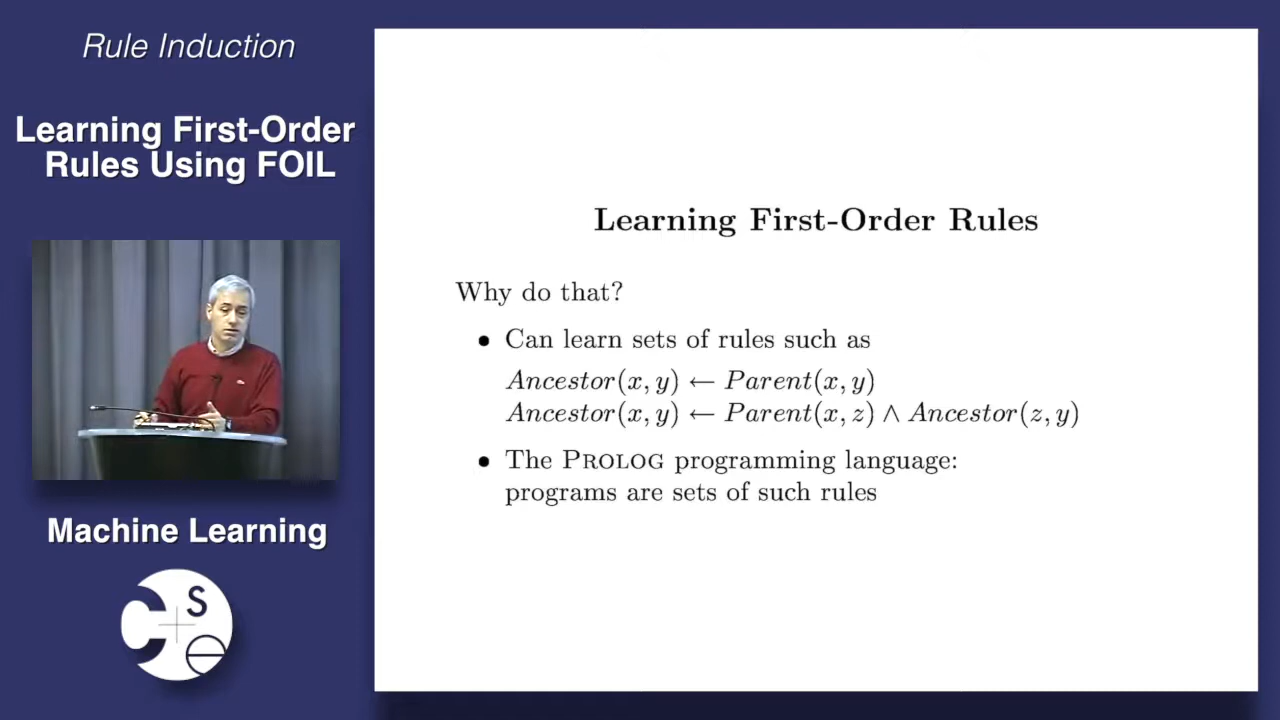 Rule Induction
Learning First-Order
Rules Using FOIL
Machine Learning
C S e
Learning First-Order Rules
Why do that?
• Can learn sets of rules such as
Ancestor(x, y) ← Parent(x, y)
Ancestor(x, y) ← Parent(x, z) ∧ Ancestor(z, y)
• The PROLOG programming language:
programs are sets of such rules